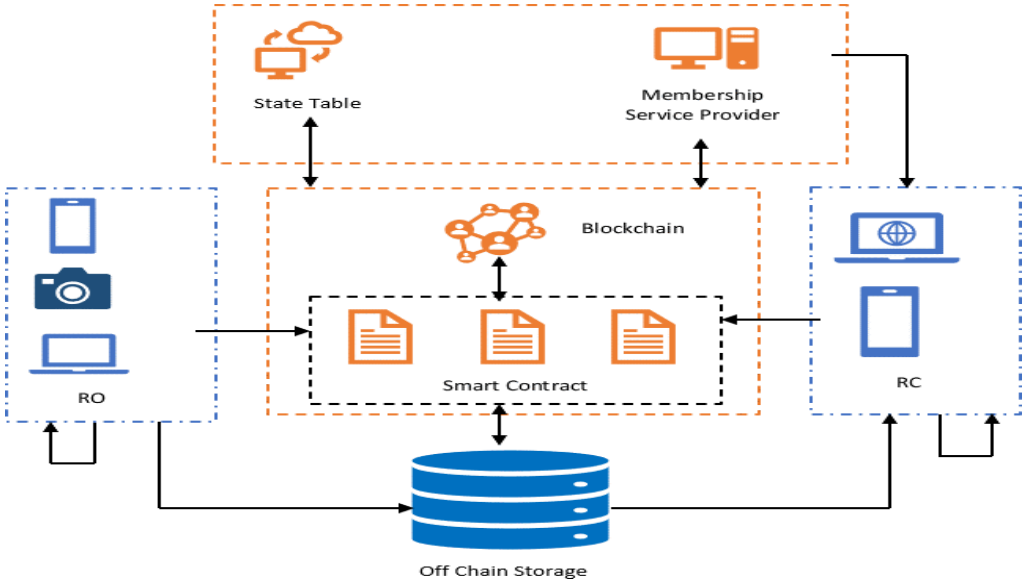 State Table
Membership
Service Provider
Blockchain
Smart Contract
RO
RC
Off Chain Storage